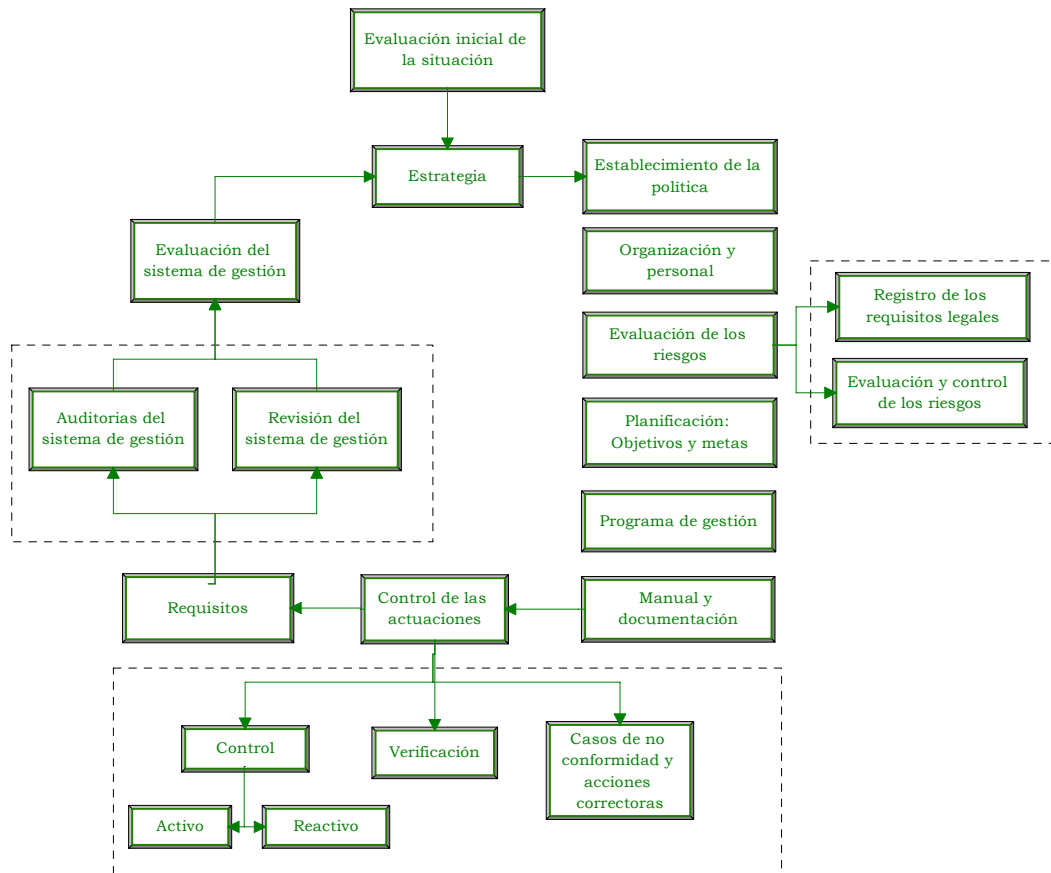 Evaluación inicial de
la situación
Estrategia
Establecimiento de la
política
Evaluación del
sistema de gestión
Organización y
personal
Registro de los
requisitos legales
Evaluación de los
riesgos
Evaluación y control
de los riesgos
Auditorias del
sistema de gestión
Revisión del
sistema de gestión
Planificación:
Objetivos y metas
Programa de gestión
Requisitos
Control de las
actuaciones
Manual y
documentación
Control
Verificación
Casos de no
conformidad y
acciones
correctoras
Activo
Reactivo